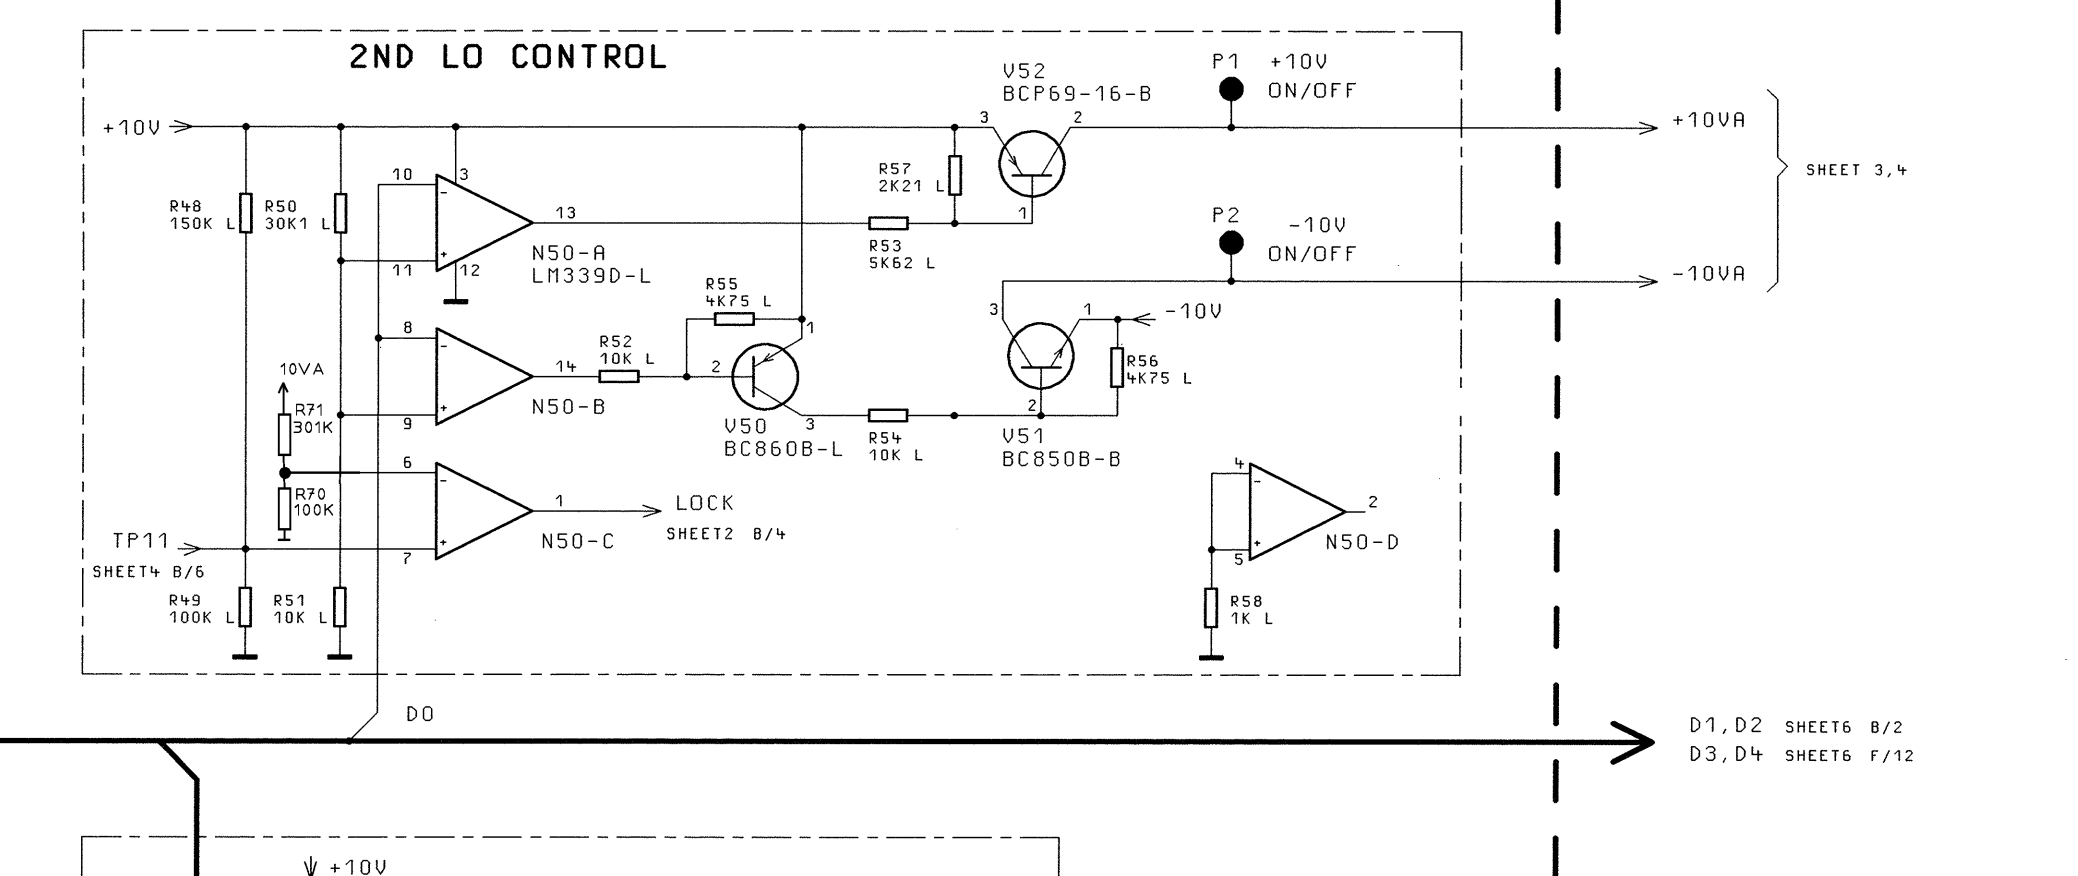 2ND LO CONTROL
+10V
R48
150K L
R50
30K1 L
10
11
3
12
13
N50-A
LM339D-L
R57
2K21 L
R53
5K62 L
V52
BCP69-16-B
3
2
1
P1 +10V
ON/OFF
+10VA
SHEET 3,4
P2 -10V
ON/OFF
-10VA
R55
4K75 L
8
9
14
N50-B
R52
10K L
2
1
3
V50
BC860B-L
R54
10K L
3
1
2
-10V
R56
4K75 L
V51
BC850B-B
10VA
R71
301K
R70
100K
6
7
1
N50-C
LOCK
SHEET2 B/4
TP11
SHEET4 B/6
R49
100K L
R51
10K L
4
5
2
N50-D
R58
1K L
D0
D1,D2 SHEET6 B/2
D3,D4 SHEET6 F/12
+10V
-
+
-
+
-
+
-
+